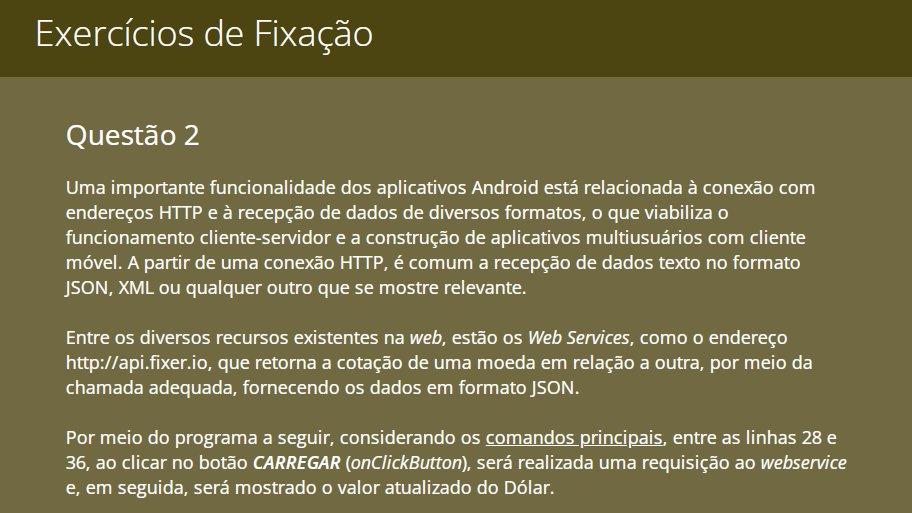 Exercícios de Fixação
Questão 2
Uma importante funcionalidade dos aplicativos Android está relacionada à conexão com
endereços HTTP e à recepção de dados de diversos formatos, o que viabiliza o
funcionamento cliente-servidor e a construção de aplicativos multiusuários com cliente
móvel. A partir de uma conexão HTTP, é comum a recepção de dados texto no formato
JSON, XML ou qualquer outro que se mostre relevante.
Entre os diversos recursos existentes na web, estão os Web Services, como o endereço
http://api.fixer.io, que retorna a cotação de uma moeda em relação a outra, por meio da
chamada adequada, fornecendo os dados em formato JSON.
Por meio do programa a seguir, considerando os comandos principais, entre as linhas 28 e
36, ao clicar no botão CARREGAR (onClickButton), será realizada uma requisição ao webservice
e, em seguida, será mostrado o valor atualizado do Dólar.